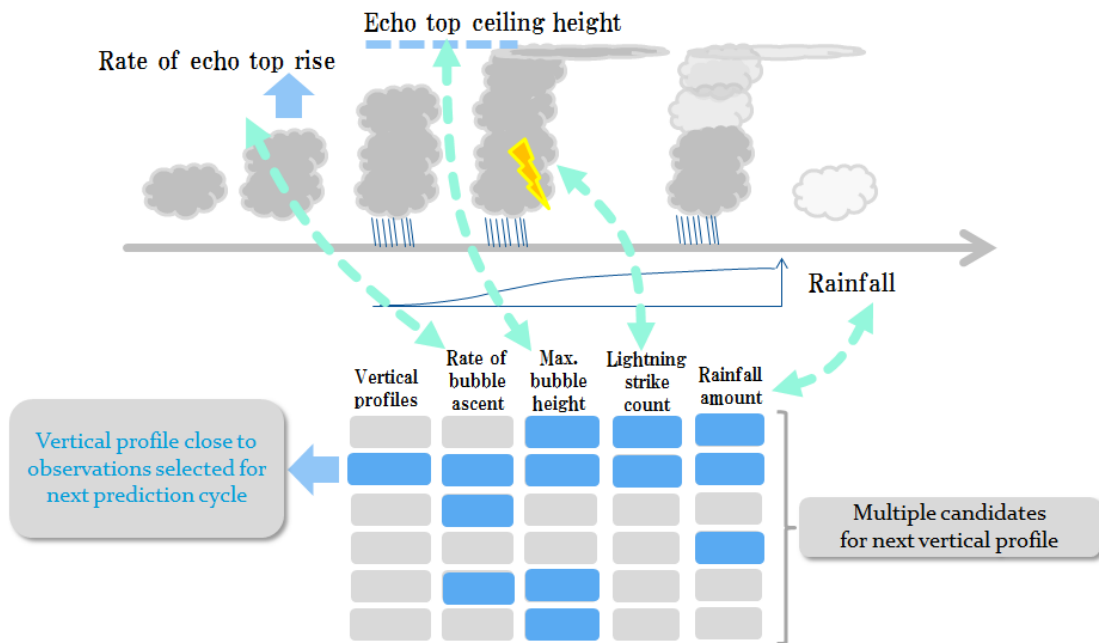 Echo top ceiling height
Rate of echo top rise
Rainfall
Vertical
profiles
Rate of
bubble
ascent
Max.
bubble
height
Lightning
strike
count
Rainfall
amount
Vertical profile close to
observations selected for
next prediction cycle
Multiple candidates
for next vertical profile